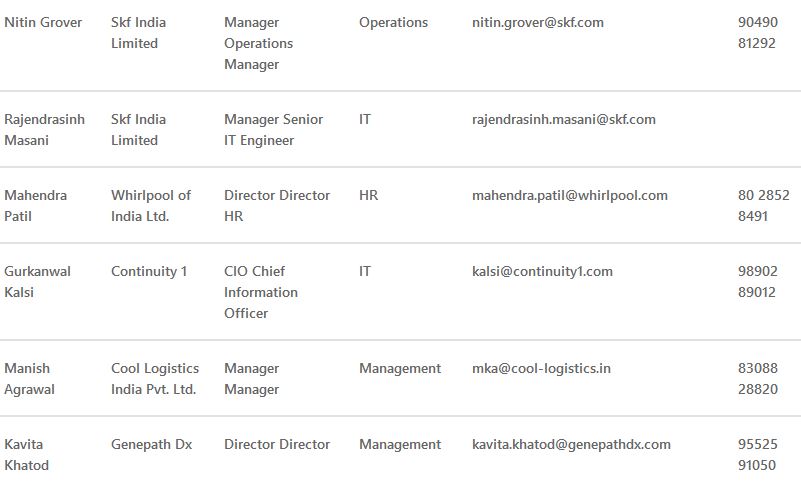 Nitin Grover Skf India Manager Operations nitin.grover@skf.com 90490
Limited Operations 81292
Manager
Rajendrasinh Skf India Manager Senior IT rajendrasinh.masani@skf.com
Masani Limited IT Engineer
Mahendra Whirlpool of Director Director HR mahendra.patil@whirlpool.com 80 2852
Patil India Ltd. HR 8491
Gurkanwal Continuity 1 CIO Chief IT kalsi@continuity1.com 98902
Kalsi Information 89012
Officer
Manish Cool Logistics Manager Management mka@cool-logistics.in 83088
Agrawal India Pvt. Ltd. Manager 28820
Kavita Genepath Dx Director Director Management kavita.khatod@genepathdx.com 95525
Khatod 91050